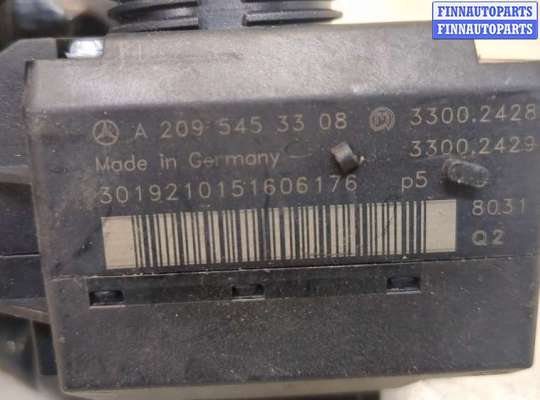 FINNAUTOPARTS
FINNAUTOPARTS
A 209 545 33 08 3300.2428
Made in Germany 3300.2429
3019210151606176 p5
8031
Q2